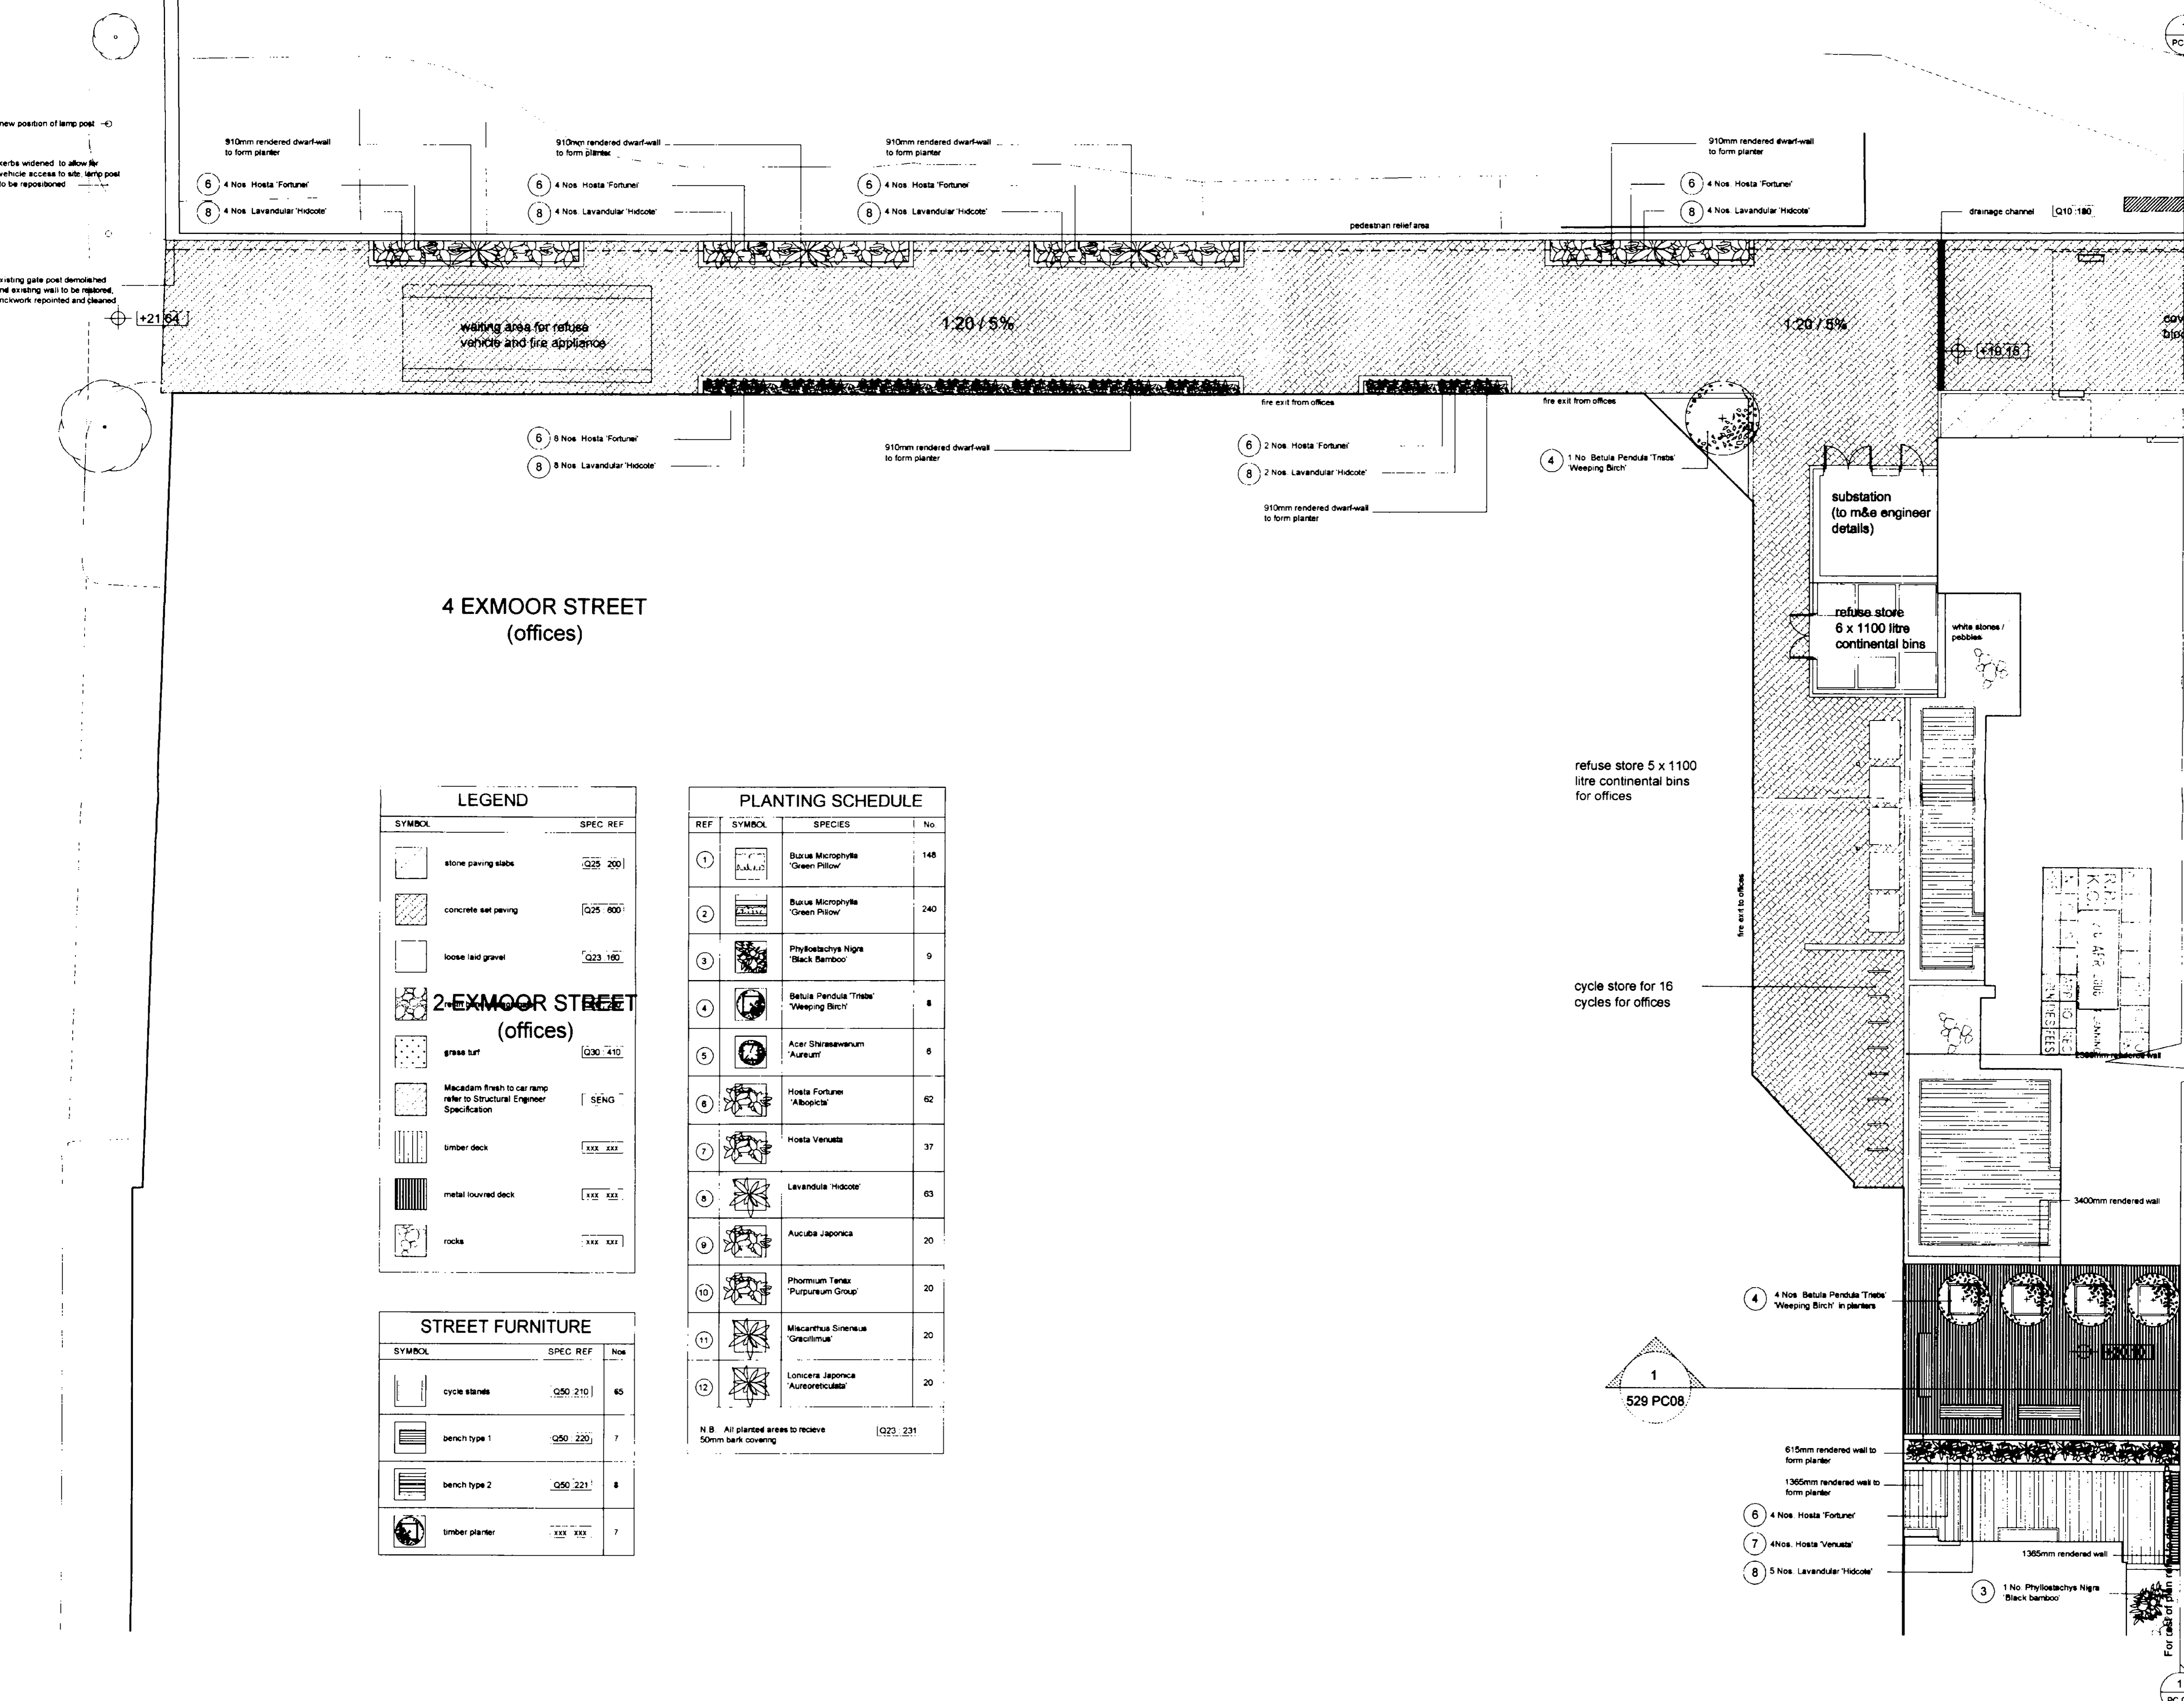 new position of lamp post
kerbs widened to allow for
vehicle access to site, lamp post
to be repositioned
existing gate post demolished
and existing wall to be restored,
brickwork repointed and cleaned
+21.64
910mm rendered dwarf-wall
to form planter
6 4 Nos. Hosta 'Fortunei'
8 4 Nos. Lavandular 'Hidcote'
910mm rendered dwarf-wall
to form planter
6 4 Nos. Hosta 'Fortunei'
8 4 Nos. Lavandular 'Hidcote'
910mm rendered dwarf-wall
to form planter
6 4 Nos. Hosta 'Fortunei'
8 4 Nos. Lavandular 'Hidcote'
910mm rendered dwarf-wall
to form planter
6 4 Nos. Hosta 'Fortunei'
8 4 Nos. Lavandular 'Hidcote'
pedestrian relief area
drainage channel Q10 :180
waiting area for refuse
vehicle and fire appliance
1:20 / 5%
1:20 / 5%
+19.15
fire exit from offices
fire exit from offices
6 8 Nos. Hosta 'Fortunei'
8 8 Nos. Lavandular 'Hidcote'
910mm rendered dwarf-wall
to form planter
6 2 Nos. Hosta 'Fortunei'
8 2 Nos. Lavandular 'Hidcote'
910mm rendered dwarf-wall
to form planter
4 1 No. Betula Pendula 'Tristis'
'Weeping Birch'
substation
(to m&e engineer
details)
refuse store
6 x 1100 litre
continental bins
white stones /
pebbles
4 EXMOOR STREET
(offices)
refuse store 5 x 1100
litre continental bins
for offices
fire exit to offices
cycle store for 16
cycles for offices
LEGEND
SYMBOL SPEC REF
stone paving slabs Q25 200
concrete set paving Q25 600
loose laid gravel Q23 160
2 EXMOOR STREET
(offices)
grass turf Q30 410
Macadam finish to car ramp
refer to Structural Engineer SENG
Specification
timber deck xxx xxx
metal louvred deck xxx xxx
rocks xxx xxx
STREET FURNITURE
SYMBOL SPEC REF Nos
cycle stands Q50 210 65
bench type 1 Q50 220 7
bench type 2 Q50 221 8
timber planter xxx xxx 7
PLANTING SCHEDULE
REF SYMBOL SPECIES No.
1 Buxus Microphylla 148
'Green Pillow'
2 Buxus Microphylla 240
'Green Pillow'
3 Phyllostachys Nigra 9
'Black Bamboo'
4 Betula Pendula 'Tristis' 8
'Weeping Birch'
5 Acer Shirasawanum 6
'Aureum'
6 Hosta Fortunei 62
'Albopicta'
7 Hosta Venusta 37
8 Lavandula 'Hidcote' 63
9 Aucuba Japonica 20
10 Phormium Tenax 20
'Purpureum Group'
11 Miscanthus Sinensus 20
'Gracillimus'
12 Lonicera Japonica 20
'Aureoreticulata'
N.B. All planted areas to recieve Q23 231
50mm bark covering
3400mm rendered wall
4 4 Nos. Betula Pendula 'Tristis'
'Weeping Birch' in planters
+20.10
1
529 PC08
615mm rendered wall to
form planter
1365mm rendered wall to
form planter
6 4 Nos. Hosta 'Fortunei'
7 4Nos. Hosta 'Venusta'
8 5 Nos. Lavandular 'Hidcote'
1365mm rendered wall
3 1 No. Phyllostachys Nigra
'Black bamboo'
For rest of plan refer to